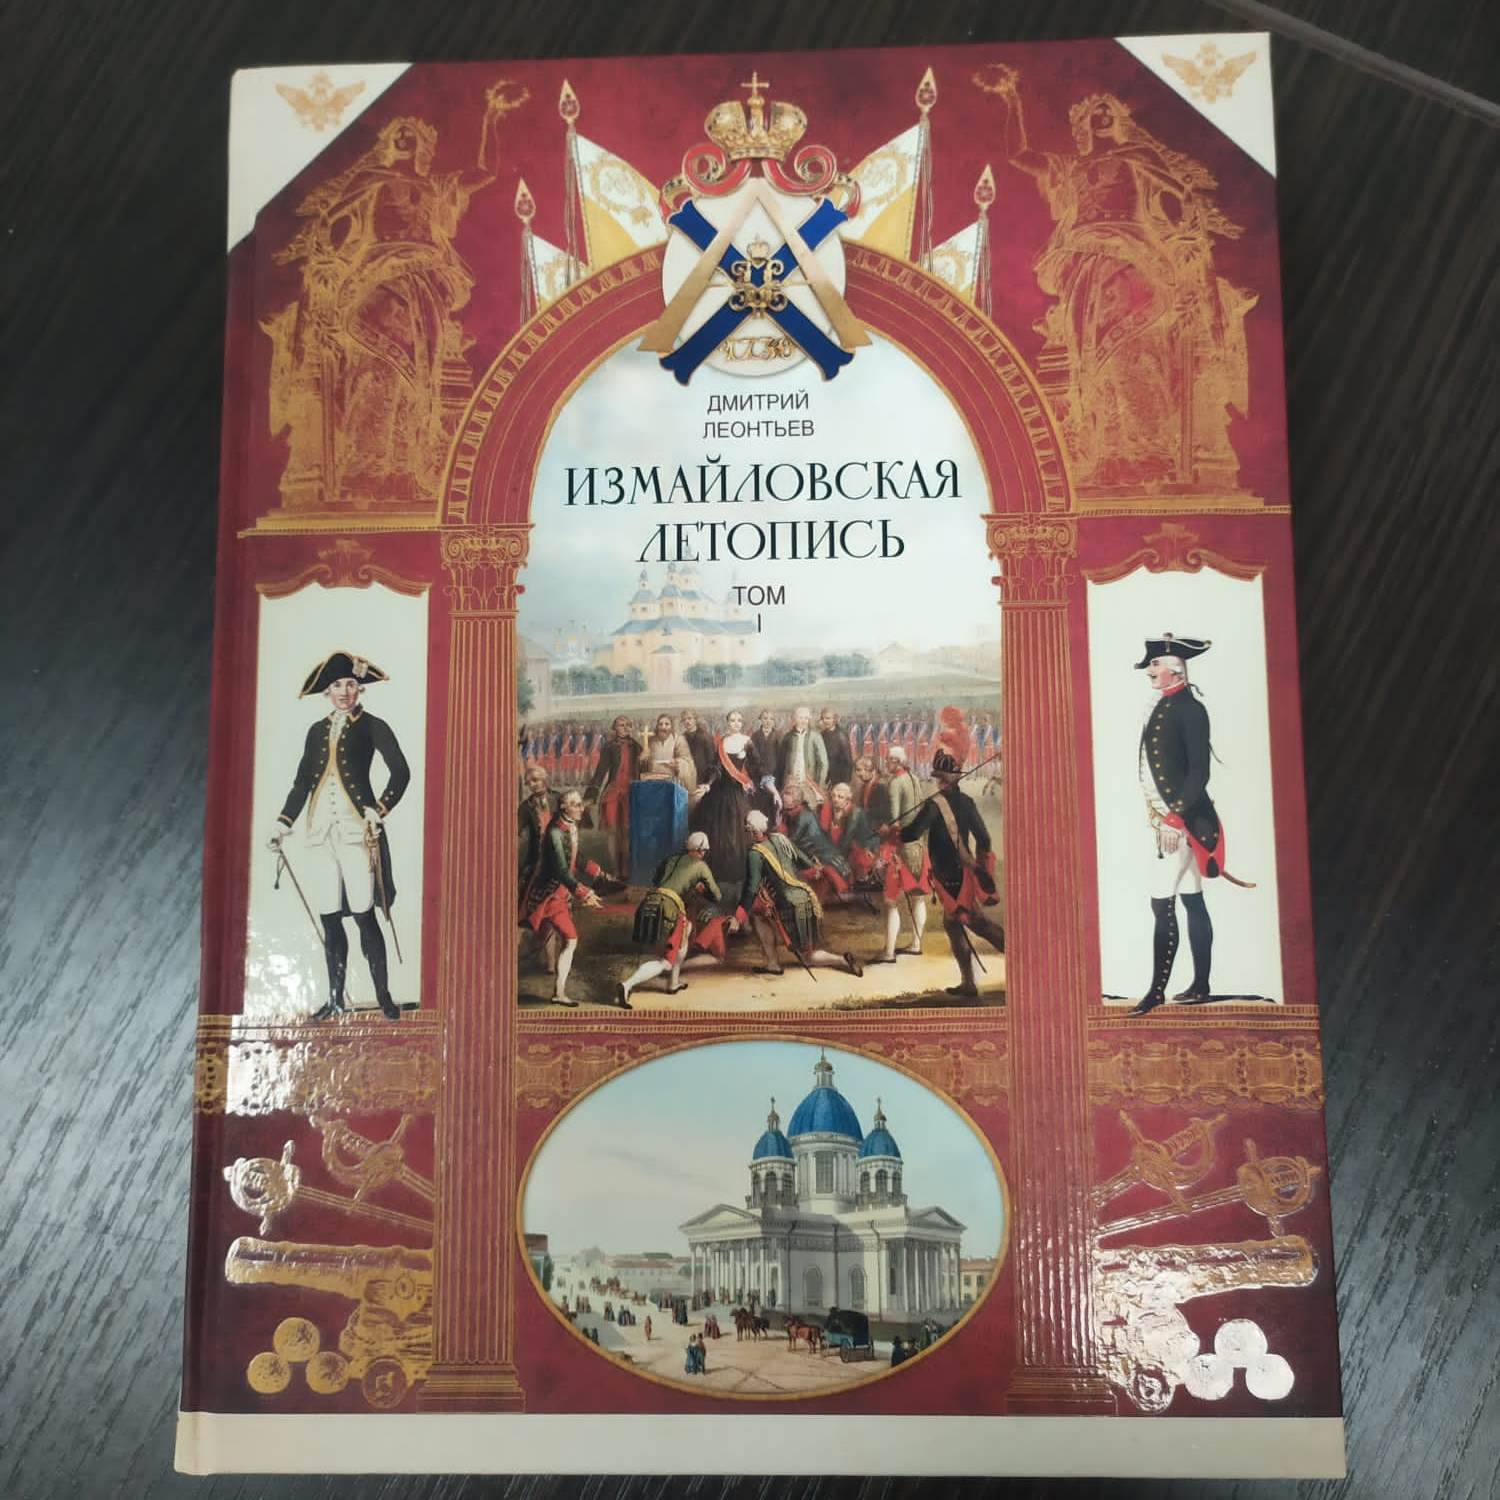 ДМИТРИЙ
ЛЕОНТЬЕВ
ИЗМАЙЛОВСКАЯ
ЛЕТОПИСЬ
ТОМ
I